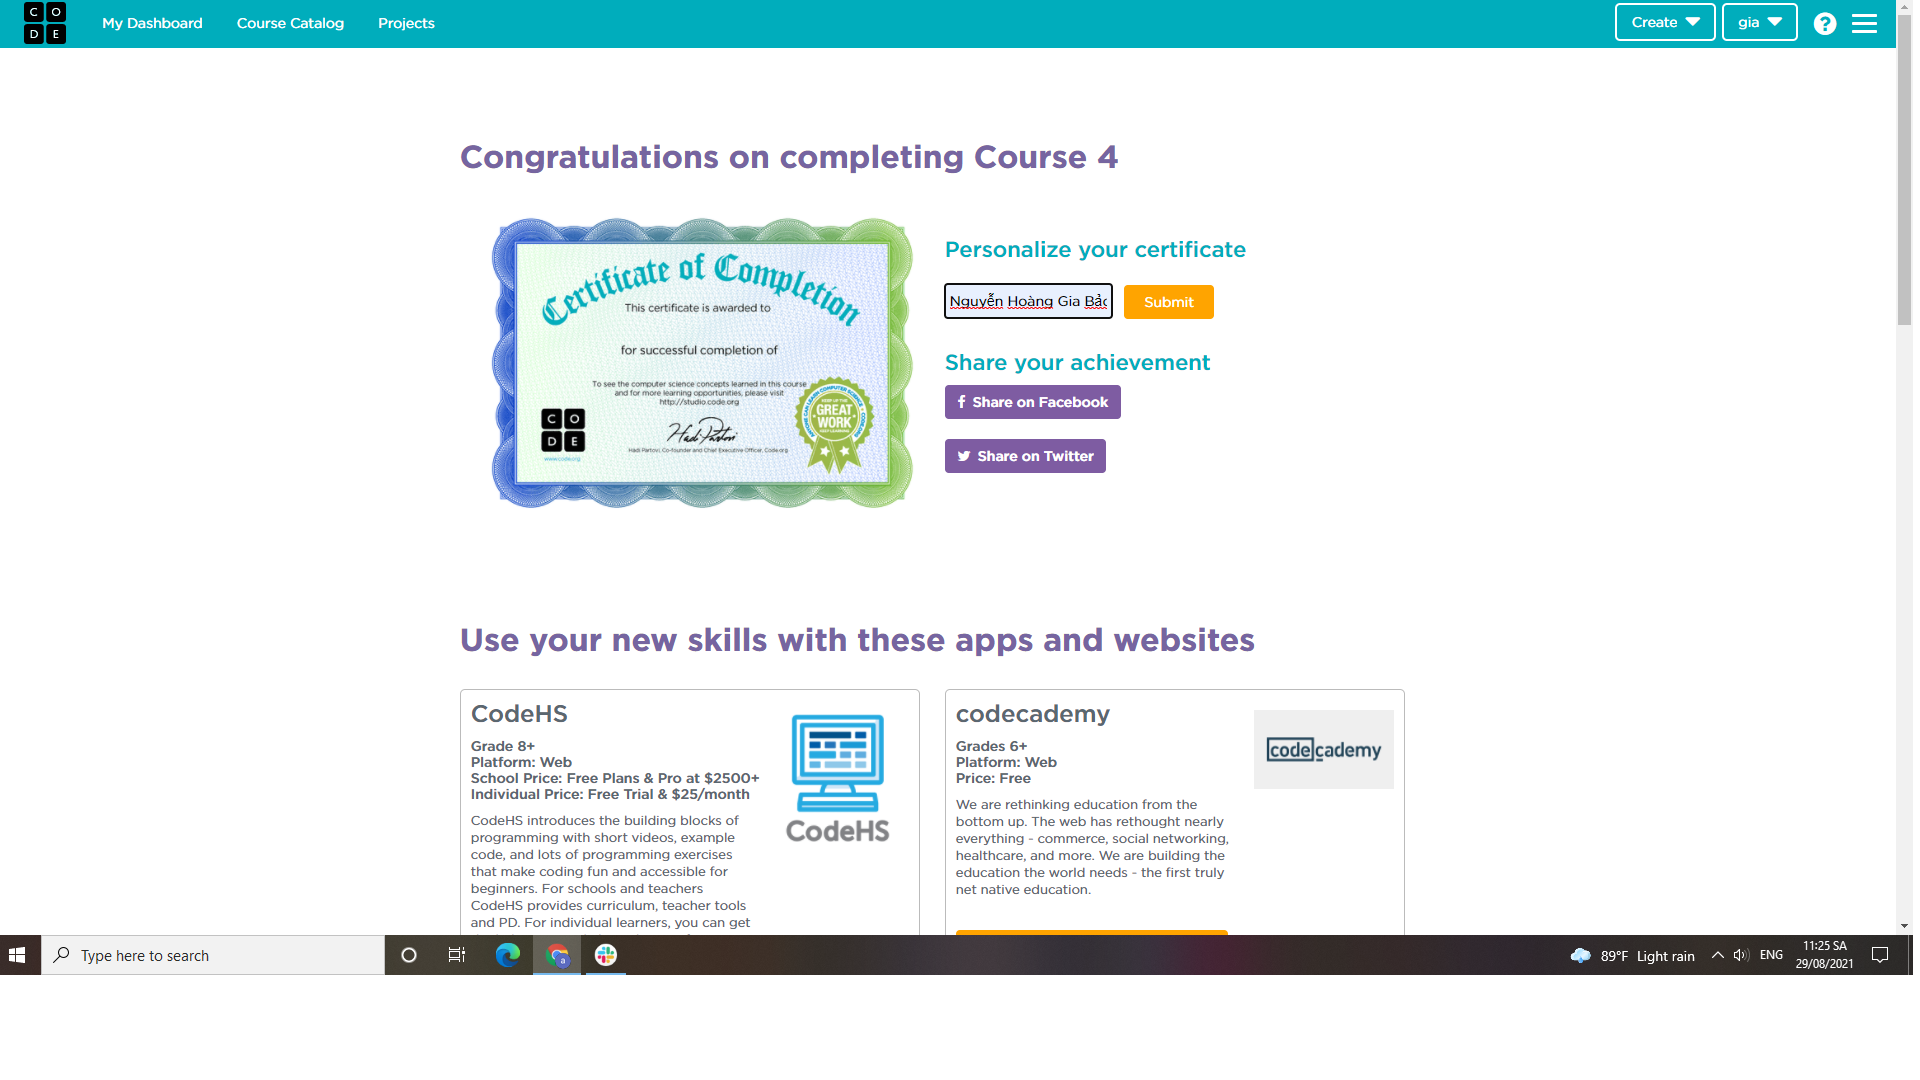 C O
D E
My Dashboard
Course Catalog
Projects
Create
gia
?
Congratulations on completing Course 4
Certificate of Completion
This certificate is awarded to
for successful completion of
To see the computer science concepts learned in this course
and for more learning opportunities, please visit
http://studio.code.org
C O
D E
www.code.org
Hadi Partovi, Co-founder and Chief Executive Officer, Code.org
GREAT
WORK
Personalize your certificate
Nguyễn Hoàng Gia Bảo
Submit
Share your achievement
Share on Facebook
Share on Twitter
Use your new skills with these apps and websites
CodeHS
Grade 8+
Platform: Web
School Price: Free Plans & Pro at $2500+
Individual Price: Free Trial & $25/month
CodeHS introduces the building blocks of
programming with short videos, example
code, and lots of programming exercises
that make coding fun and accessible for
beginners. For schools and teachers
CodeHS provides curriculum, teacher tools
and PD. For individual learners, you can get
CodeHS
codecademy
Grades 6+
Platform: Web
Price: Free
We are rethinking education from the
bottom up. The web has rethought nearly
everything - commerce, social networking,
healthcare, and more. We are building the
education the world needs - the first truly
net native education.
codecademy
Type here to search
a
89°F Light rain
ENG
11:25 SA
29/08/2021